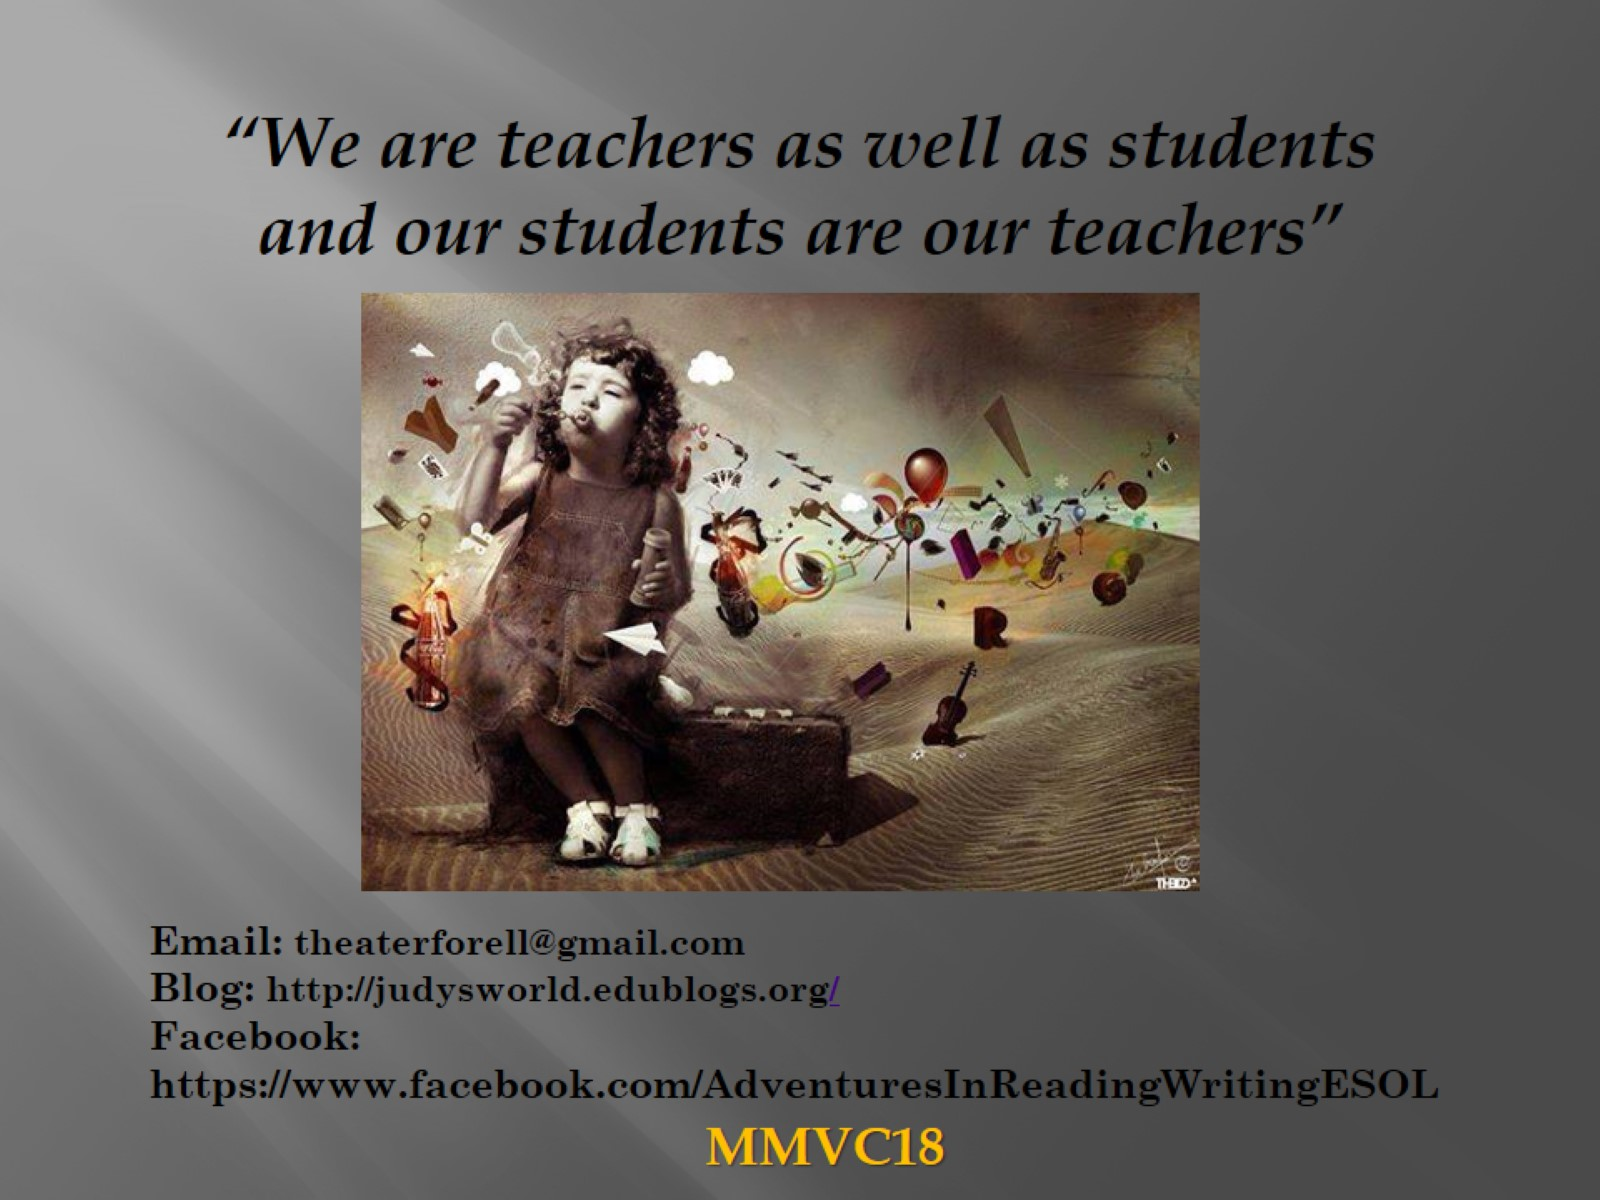 “We are teachers as well as students
and our students are our teachers”
R
Email: theaterforell@gmail.com
Blog: http://judysworld.edublogs.org/
Facebook:
https://www.facebook.com/AdventuresInReadingWritingESOL
MMVC18